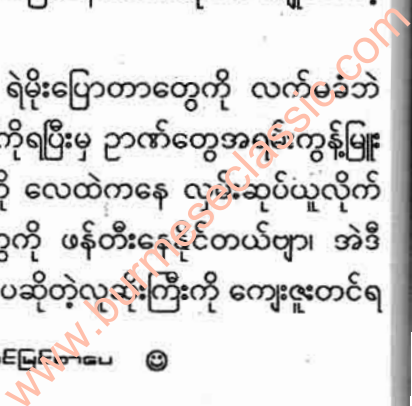 ရဲမိုးပြောတာတွေကို လက်မခံဘဲ
ကိုရပြီးမှ ဉာဏ်တွေအရမ်းကွန့်မြူး
လေထဲကနေ လှမ်းဆုပ်ယူလိုက်
ဖန်တီးနေနိုင်တယ်ဗျာ၊ အဲဒီ
ပဆိုတဲ့လူဆိုးကြီးကို ကျေးဇူးတင်ရ
www.burmeseclassic.com